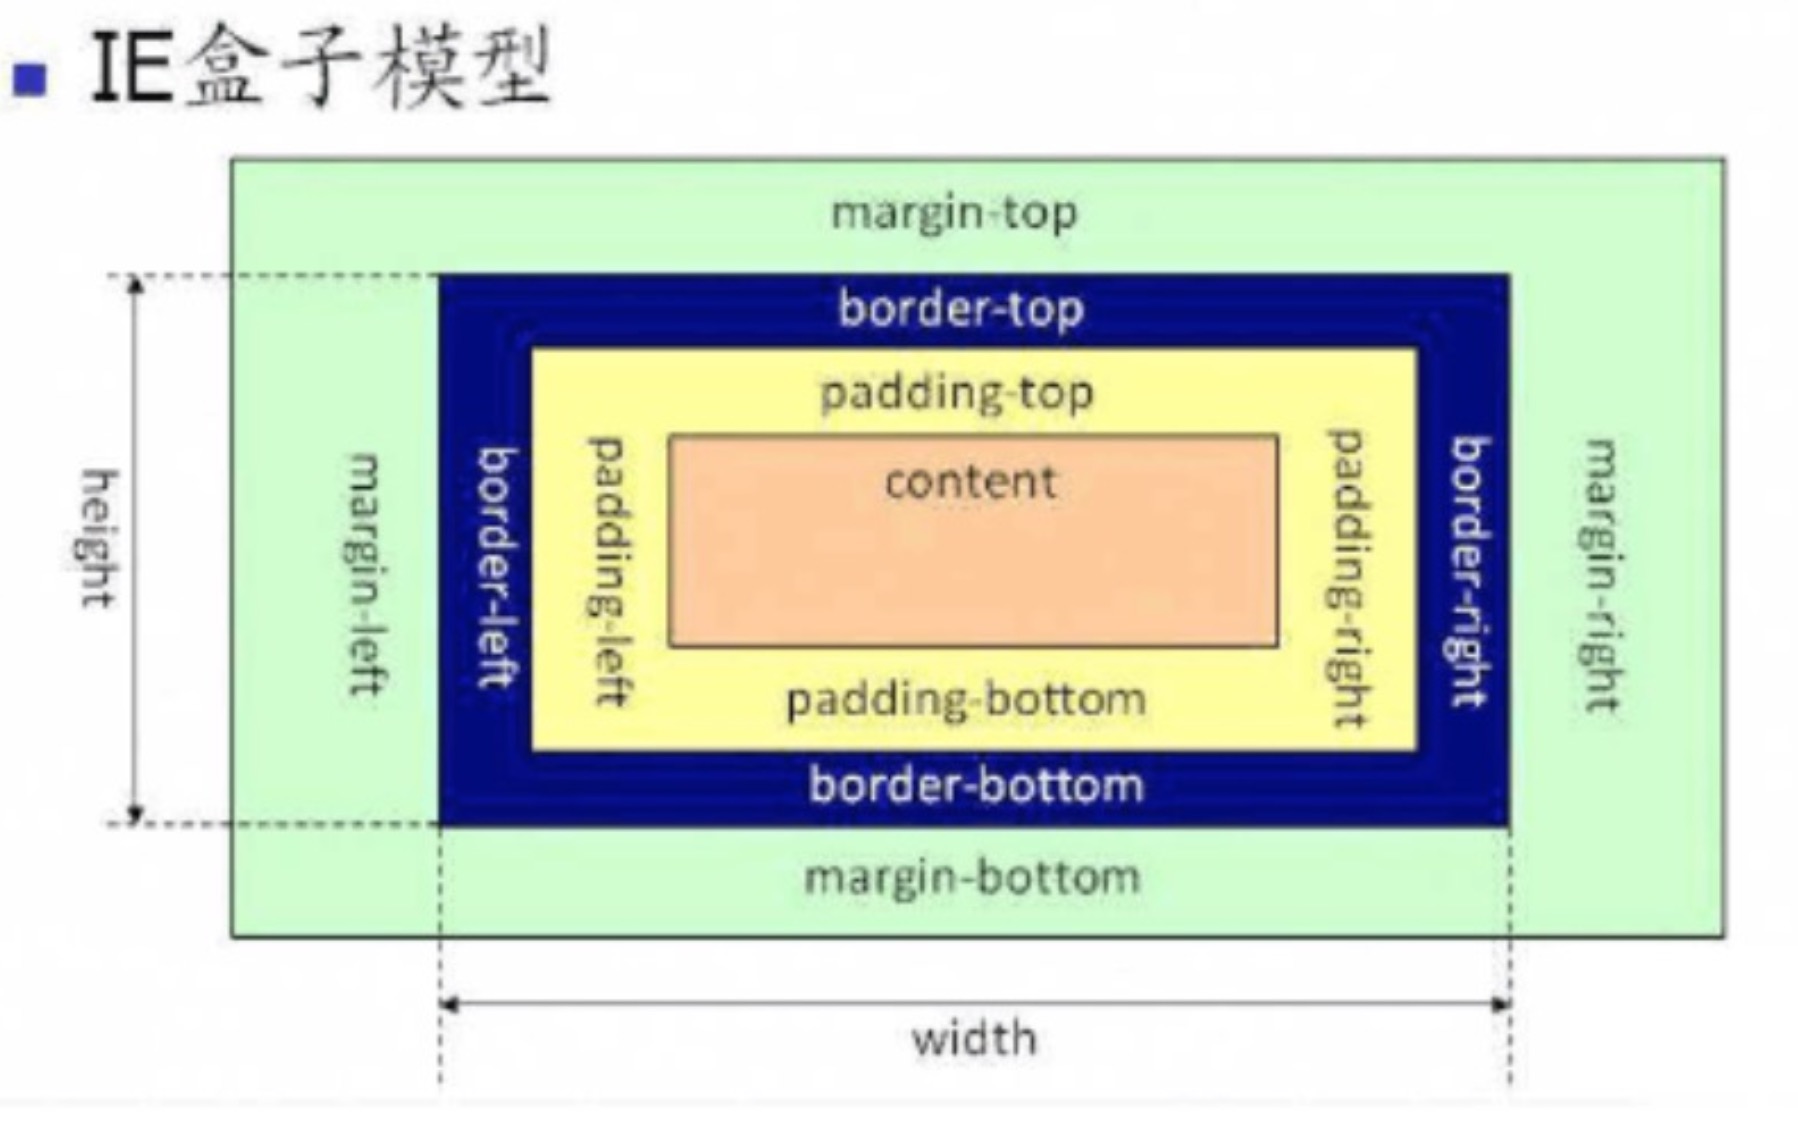 IE盒子模型
margin-top
border-top
padding-top
content
height
margin-left
border-left
padding-left
padding-right
border-right
margin-right
padding-bottom
border-bottom
margin-bottom
width